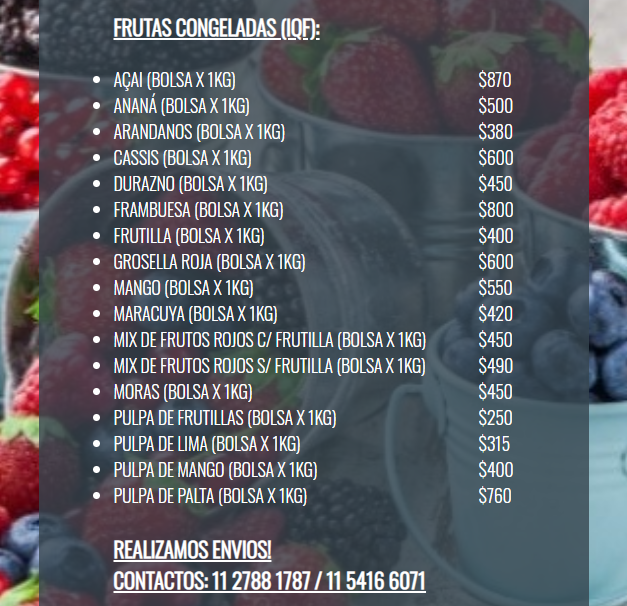 FRUTAS CONGELADAS (IQF):
• AÇAI (BOLSA X 1KG) $870
• ANANÁ (BOLSA X 1KG) $500
• ARANDANOS (BOLSA X 1KG) $380
• CASSIS (BOLSA X 1KG) $600
• DURAZNO (BOLSA X 1KG) $450
• FRAMBUESA (BOLSA X 1KG) $800
• FRUTILLA (BOLSA X 1KG) $400
• GROSELLA ROJA (BOLSA X 1KG) $600
• MANGO (BOLSA X 1KG) $550
• MARACUYA (BOLSA X 1KG) $420
• MIX DE FRUTOS ROJOS C/ FRUTILLA (BOLSA X 1KG) $450
• MIX DE FRUTOS ROJOS S/ FRUTILLA (BOLSA X 1KG) $490
• MORAS (BOLSA X 1KG) $450
• PULPA DE FRUTILLAS (BOLSA X 1KG) $250
• PULPA DE LIMA (BOLSA X 1KG) $315
• PULPA DE MANGO (BOLSA X 1KG) $400
• PULPA DE PALTA (BOLSA X 1KG) $760
REALIZAMOS ENVIOS!
CONTACTOS: 11 2788 1787 / 11 5416 6071